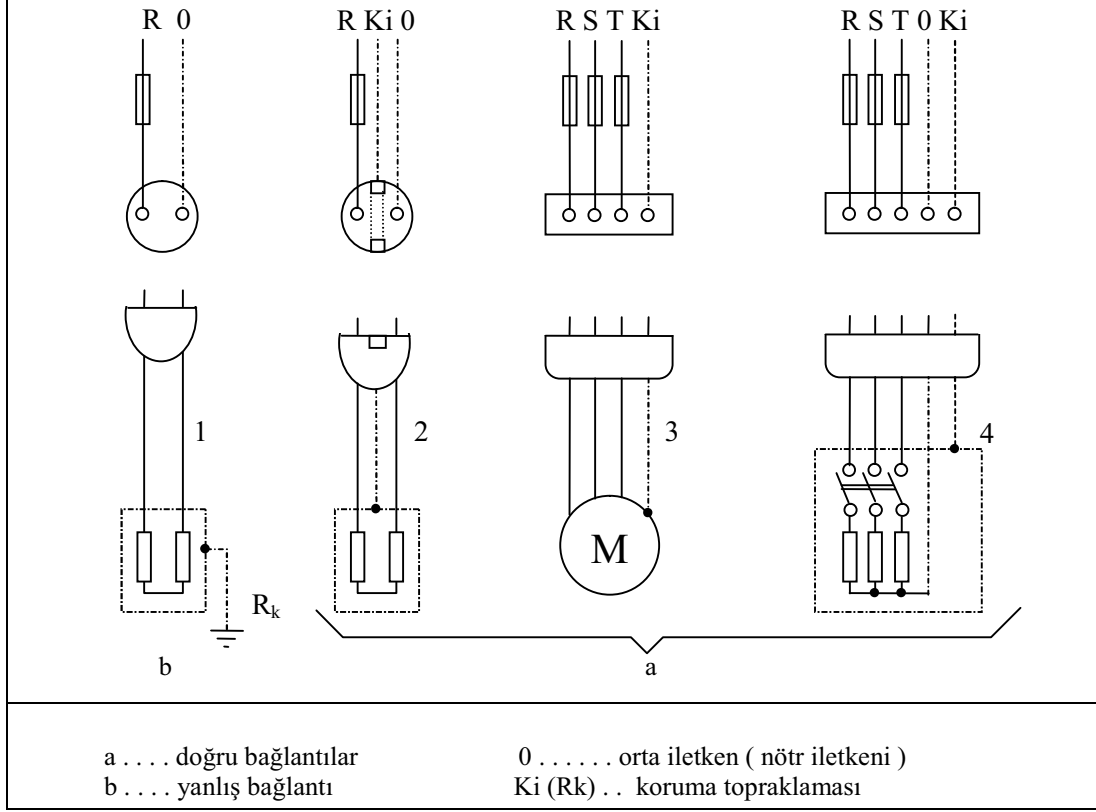 R 0
R Ki 0
R S T Ki
R S T 0 Ki
1
2
3
4
M
R_k
b
a
a . . . . doğru bağlantılar
0 . . . . . . orta iletken ( nötr iletkeni )
b . . . . yanlış bağlantı
Ki (Rk) . . koruma topraklaması